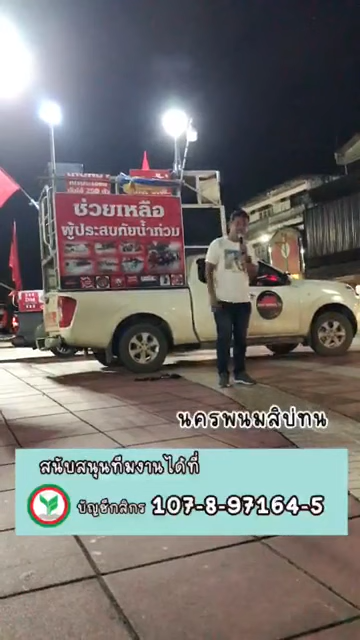 ช่วยเหลือ
ผู้ประสบภัยน้ำท่วม
นครพนมสิปทน
สนับสนุนทีมงานได้ที่
บัญชีกสิกร 107-8-97164-5